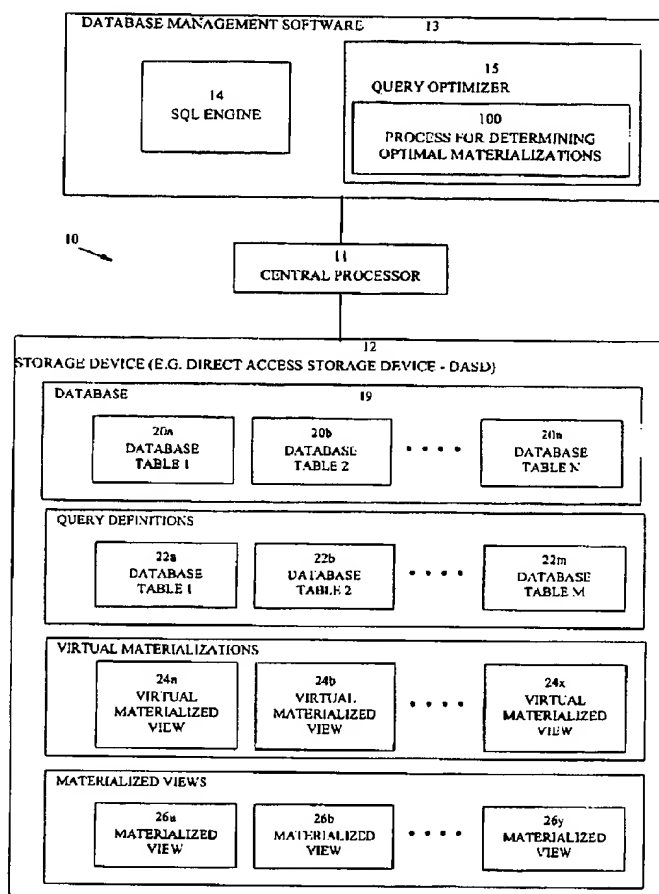 DATABASE MANAGEMENT SOFTWARE 13
14
SQL ENGINE
15
QUERY OPTIMIZER
100
PROCESS FOR DETERMINING
OPTIMAL MATERIALIZATIONS
10
11
CENTRAL PROCESSOR
12
STORAGE DEVICE (E.G. DIRECT ACCESS STORAGE DEVICE - DASD)
DATABASE 19
20a
DATABASE
TABLE 1
20b
DATABASE
TABLE 2
20n
DATABASE
TABLE N
QUERY DEFINITIONS
22a
DATABASE
TABLE 1
22b
DATABASE
TABLE 2
22m
DATABASE
TABLE M
VIRTUAL MATERIALIZATIONS
24a
VIRTUAL
MATERIALIZED
VIEW
24b
VIRTUAL
MATERIALIZED
VIEW
24x
VIRTUAL
MATERIALIZED
VIEW
MATERIALIZED VIEWS
26a
MATERIALIZED
VIEW
26b
MATERIALIZED
VIEW
26y
MATERIALIZED
VIEW